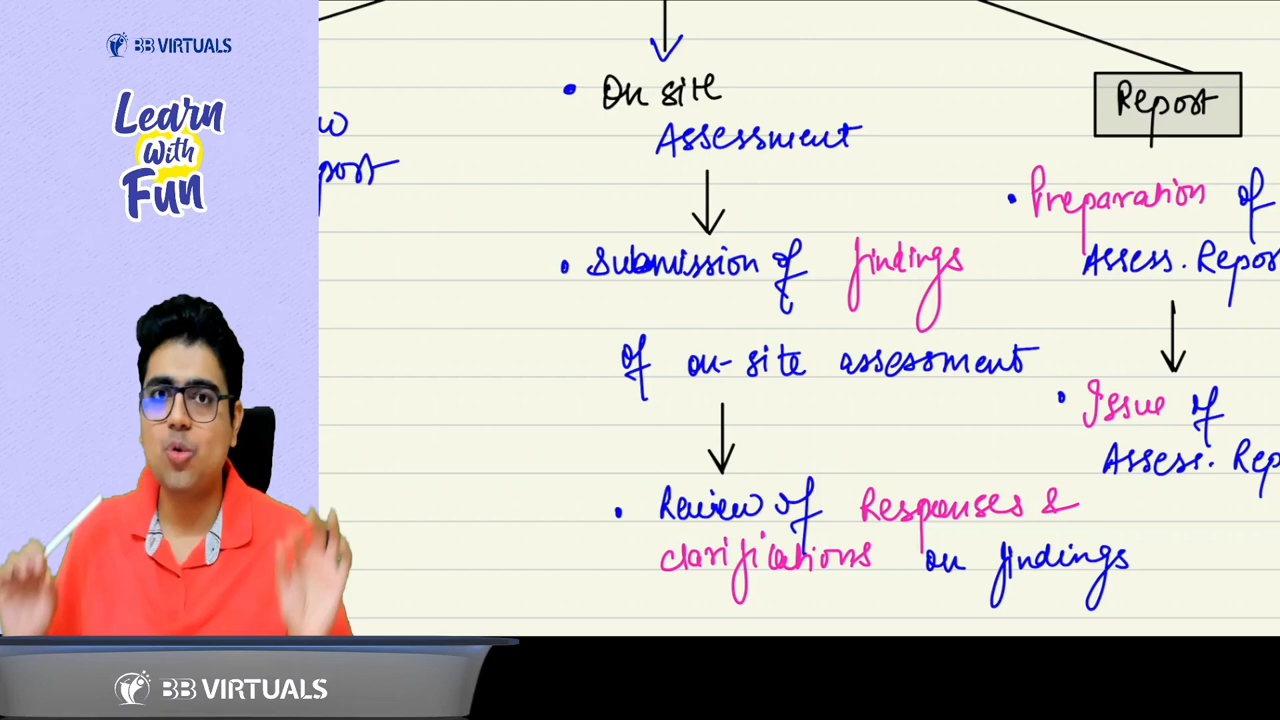 BB VIRTUALS
Learn
With
Fun
port
• On site
Assessment
• Submission of findings
of on-site assessment
• Review of Responses &
clarifications on findings
Report
• Preparation of
Assess. Repor
• Issue of
Assess. Rep
BB VIRTUALS